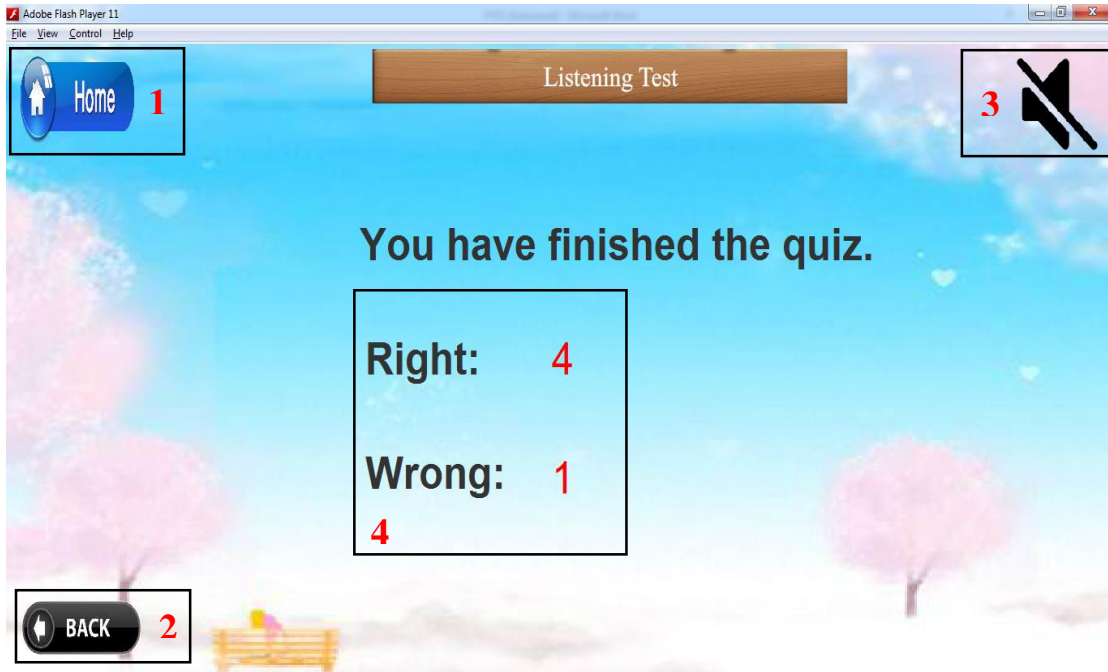 Adobe Flash Player 11
File View Control Help
Home 1
Listening Test
3
You have finished the quiz.
Right: 4
Wrong: 1
4
BACK 2